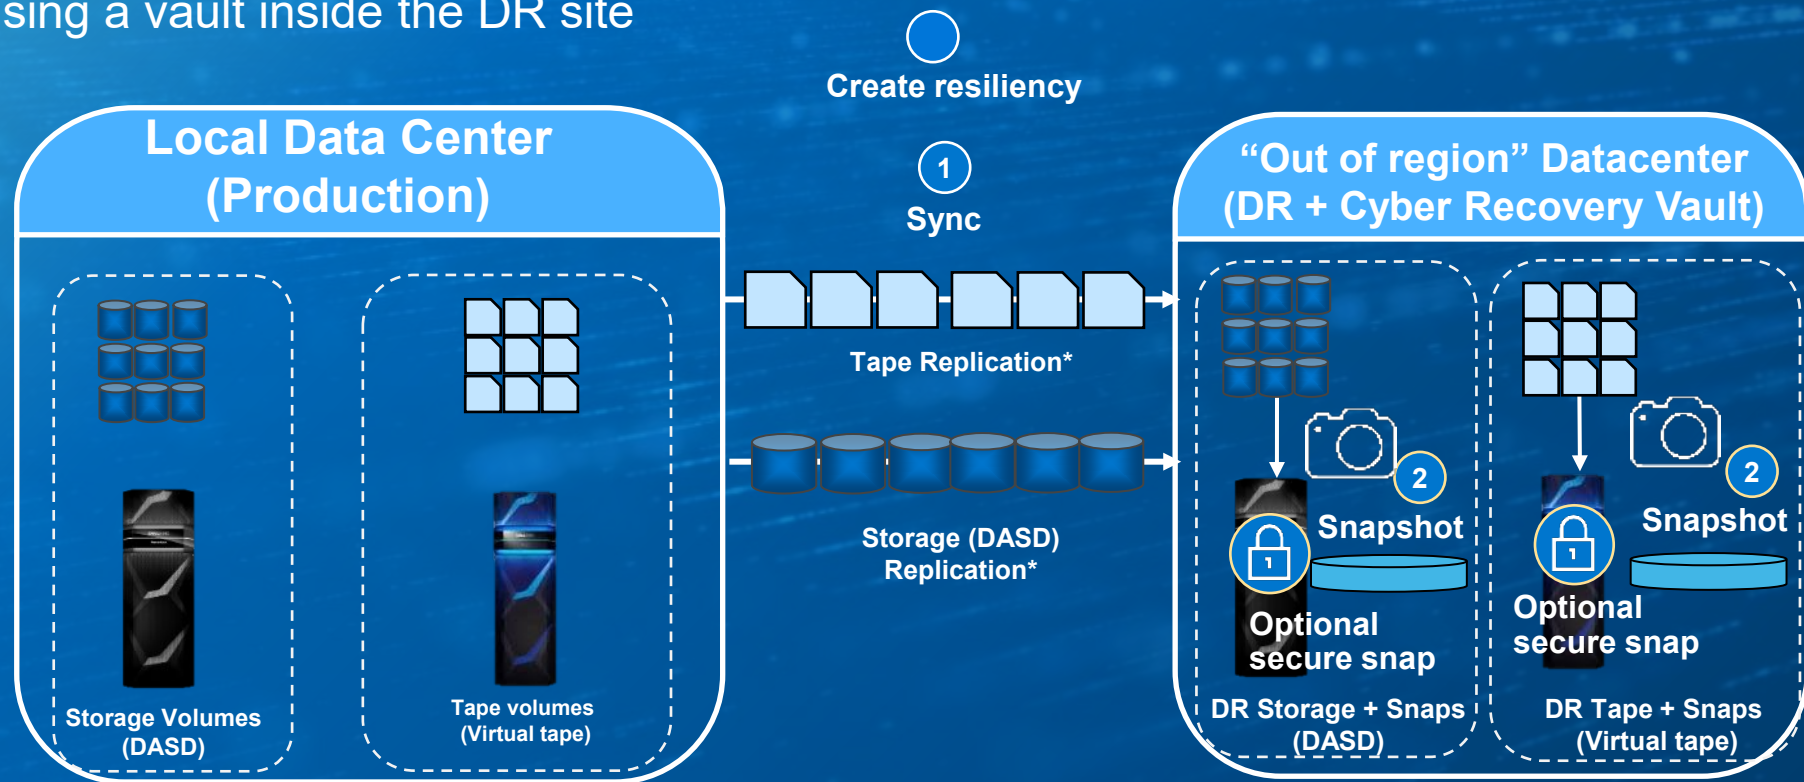 sing a vault inside the DR site
Create resiliency
1
Sync
Local Data Center
(Production)
Storage Volumes
(DASD)
Tape volumes
(Virtual tape)
Tape Replication*
Storage (DASD)
Replication*
“Out of region” Datacenter
(DR + Cyber Recovery Vault)
2
Snapshot
1
Optional
secure snap
DR Storage + Snaps
(DASD)
2
Snapshot
1
Optional
secure snap
DR Tape + Snaps
(Virtual tape)